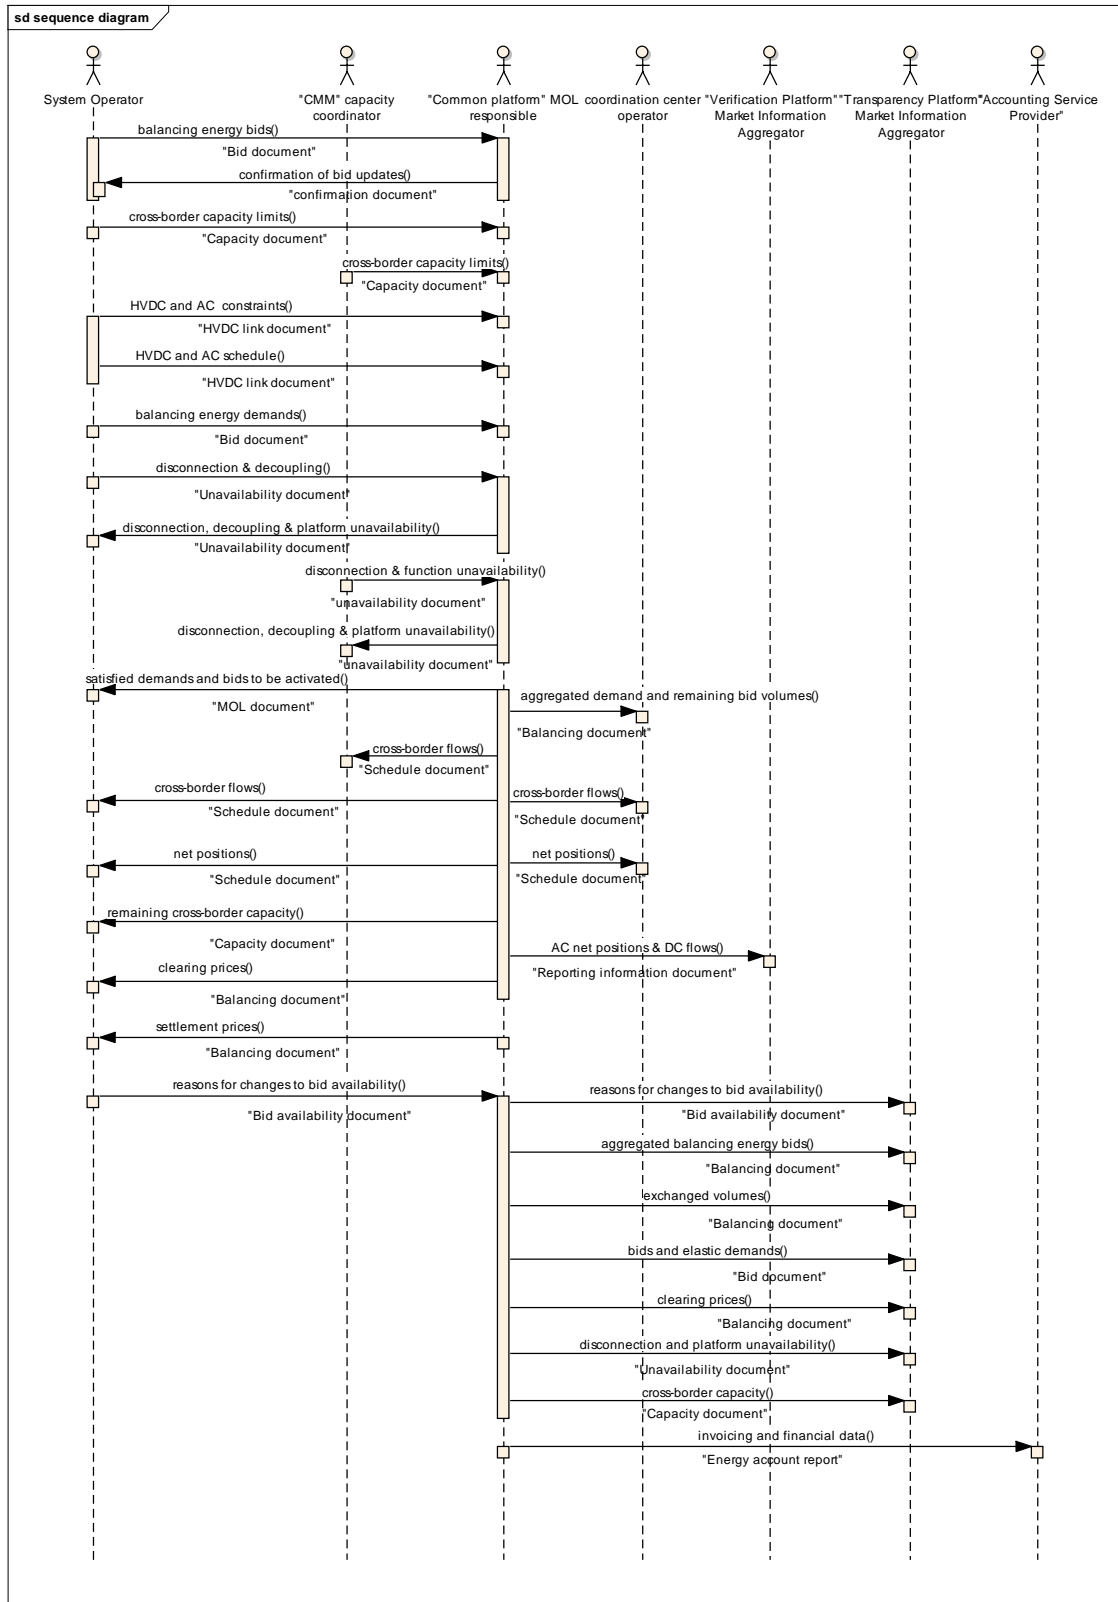 sd sequence diagram
System Operator
"CMM" capacity
coordinator
"Common platform"
responsible
MOL coordination center
operator
"Verification Platform"
Market Information
Aggregator
"Transparency Platform"
Market Information
Aggregator
"Accounting Service
Provider"
balancing energy bids()
"Bid document"
confirmation of bid updates()
"confirmation document"
cross-border capacity limits()
"Capacity document"
cross-border capacity limits()
"Capacity document"
HVDC and AC constraints()
"HVDC link document"
HVDC and AC schedule()
"HVDC link document"
balancing energy demands()
"Bid document"
disconnection & decoupling()
"Unavailability document"
disconnection, decoupling & platform unavailability()
"Unavailability document"
disconnection & function unavailability()
"unavailability document"
disconnection, decoupling & platform unavailability()
"unavailability document"
satisfied demands and bids to be activated()
"MOL document"
aggregated demand and remaining bid volumes()
"Balancing document"
cross-border flows()
"Schedule document"
cross-border flows()
"Schedule document"
cross-border flows()
"Schedule document"
net positions()
"Schedule document"
net positions()
"Schedule document"
remaining cross-border capacity()
"Capacity document"
AC net positions & DC flows()
"Reporting information document"
clearing prices()
"Balancing document"
settlement prices()
"Balancing document"
reasons for changes to bid availability()
"Bid availability document"
reasons for changes to bid availability()
"Bid availability document"
aggregated balancing energy bids()
"Balancing document"
exchanged volumes()
"Balancing document"
bids and elastic demands()
"Bid document"
clearing prices()
"Balancing document"
disconnection and platform unavailability()
"Unavailability document"
cross-border capacity()
"Capacity document"
invoicing and financial data()
"Energy account report"